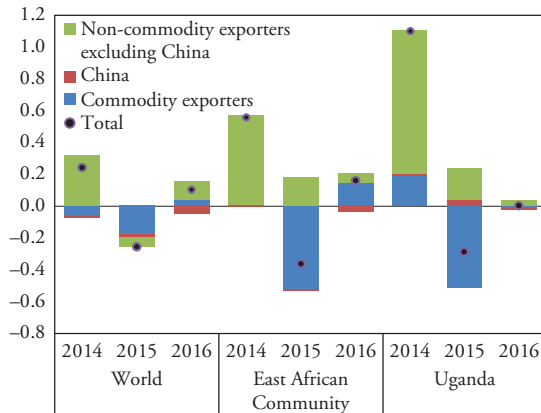 1.2
1.0
0.8
0.6
0.4
0.2
0.0
–0.2
–0.4
–0.6
–0.8
Non-commodity exporters
excluding China
China
Commodity exporters
Total
2014 2015 2016 2014 2015 2016 2014 2015 2016
World East African Uganda
Community